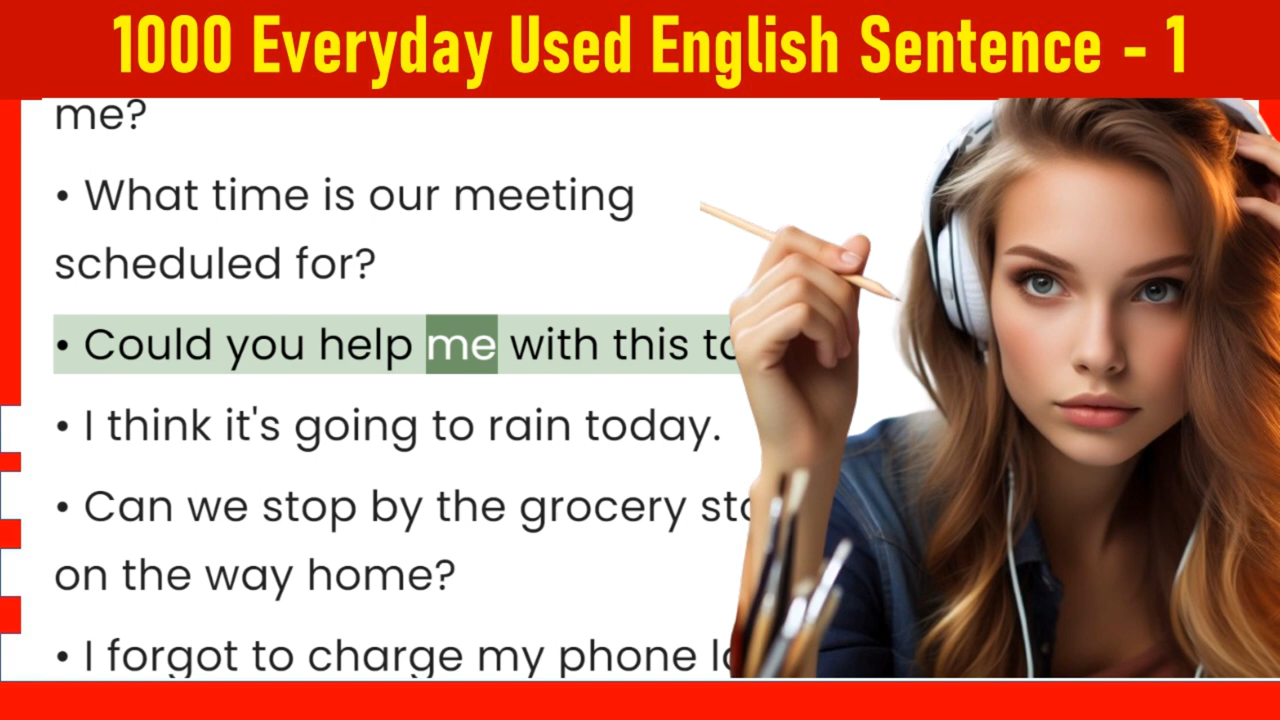 1000 Everyday Used English Sentence - 1
me?
• What time is our meeting
scheduled for?
• Could you help me with this
• I think it's going to rain today.
• Can we stop by the grocery
on the way home?
• I forgot to charge my phone